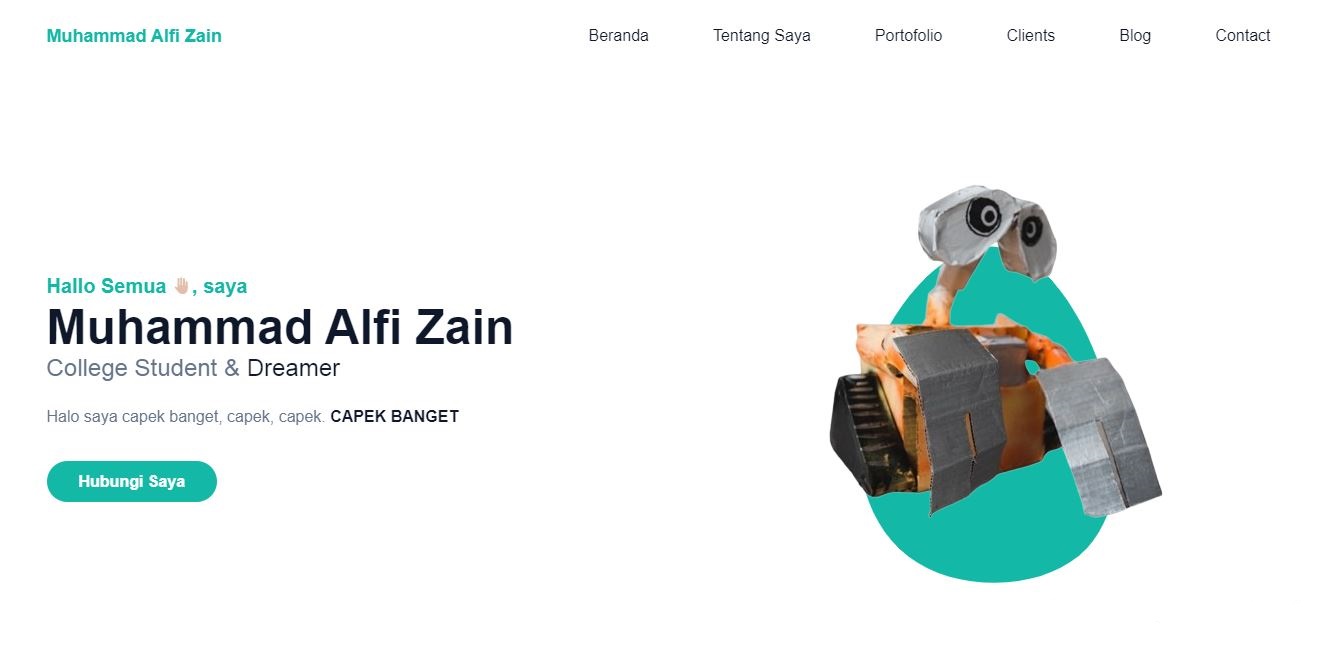 Muhammad Alfi Zain
Beranda Tentang Saya Portofolio Clients Blog Contact
Hallo Semua 👋🏻, saya
Muhammad Alfi Zain
College Student & Dreamer
Halo saya capek banget, capek, capek. CAPEK BANGET
Hubungi Saya